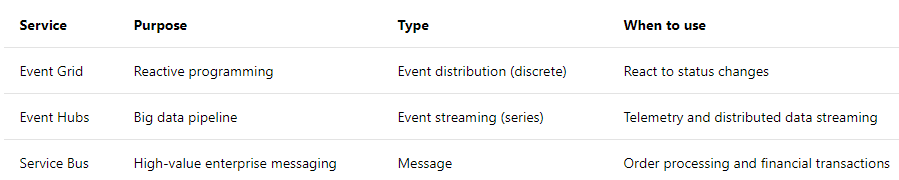 Service Purpose Type When to use
Event Grid Reactive programming Event distribution (discrete) React to status changes
Event Hubs Big data pipeline Event streaming (series) Telemetry and distributed data streaming
Service Bus High-value enterprise messaging Message Order processing and financial transactions